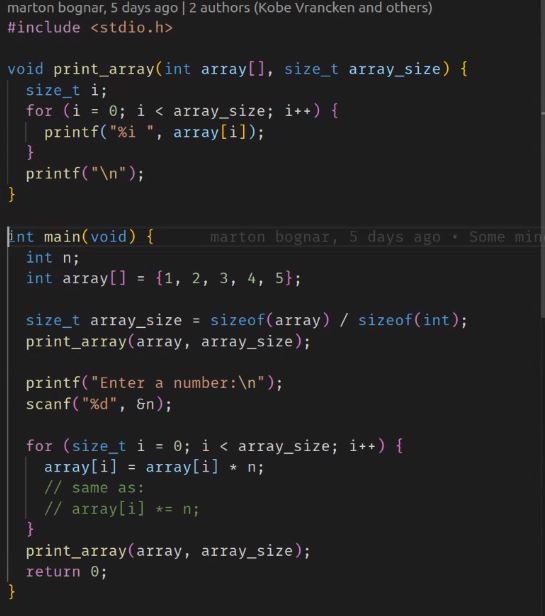 marton bognar, 5 days ago | 2 authors (Kobe Vrancken and others)
#include <stdio.h>

void print_array(int array[], size_t array_size) {
  size_t i;
  for (i = 0; i < array_size; i++) {
    printf("%i ", array[i]);
  }
  printf("\n");
}

int main(void) {      marton bognar, 5 days ago • Some
  int n;
  int array[] = {1, 2, 3, 4, 5};

  size_t array_size = sizeof(array) / sizeof(int);
  print_array(array, array_size);

  printf("Enter a number:\n");
  scanf("%d", &n);

  for (size_t i = 0; i < array_size; i++) {
    array[i] = array[i] * n;
    // same as:
    // array[i] *= n;
  }
  print_array(array, array_size);
  return 0;
}